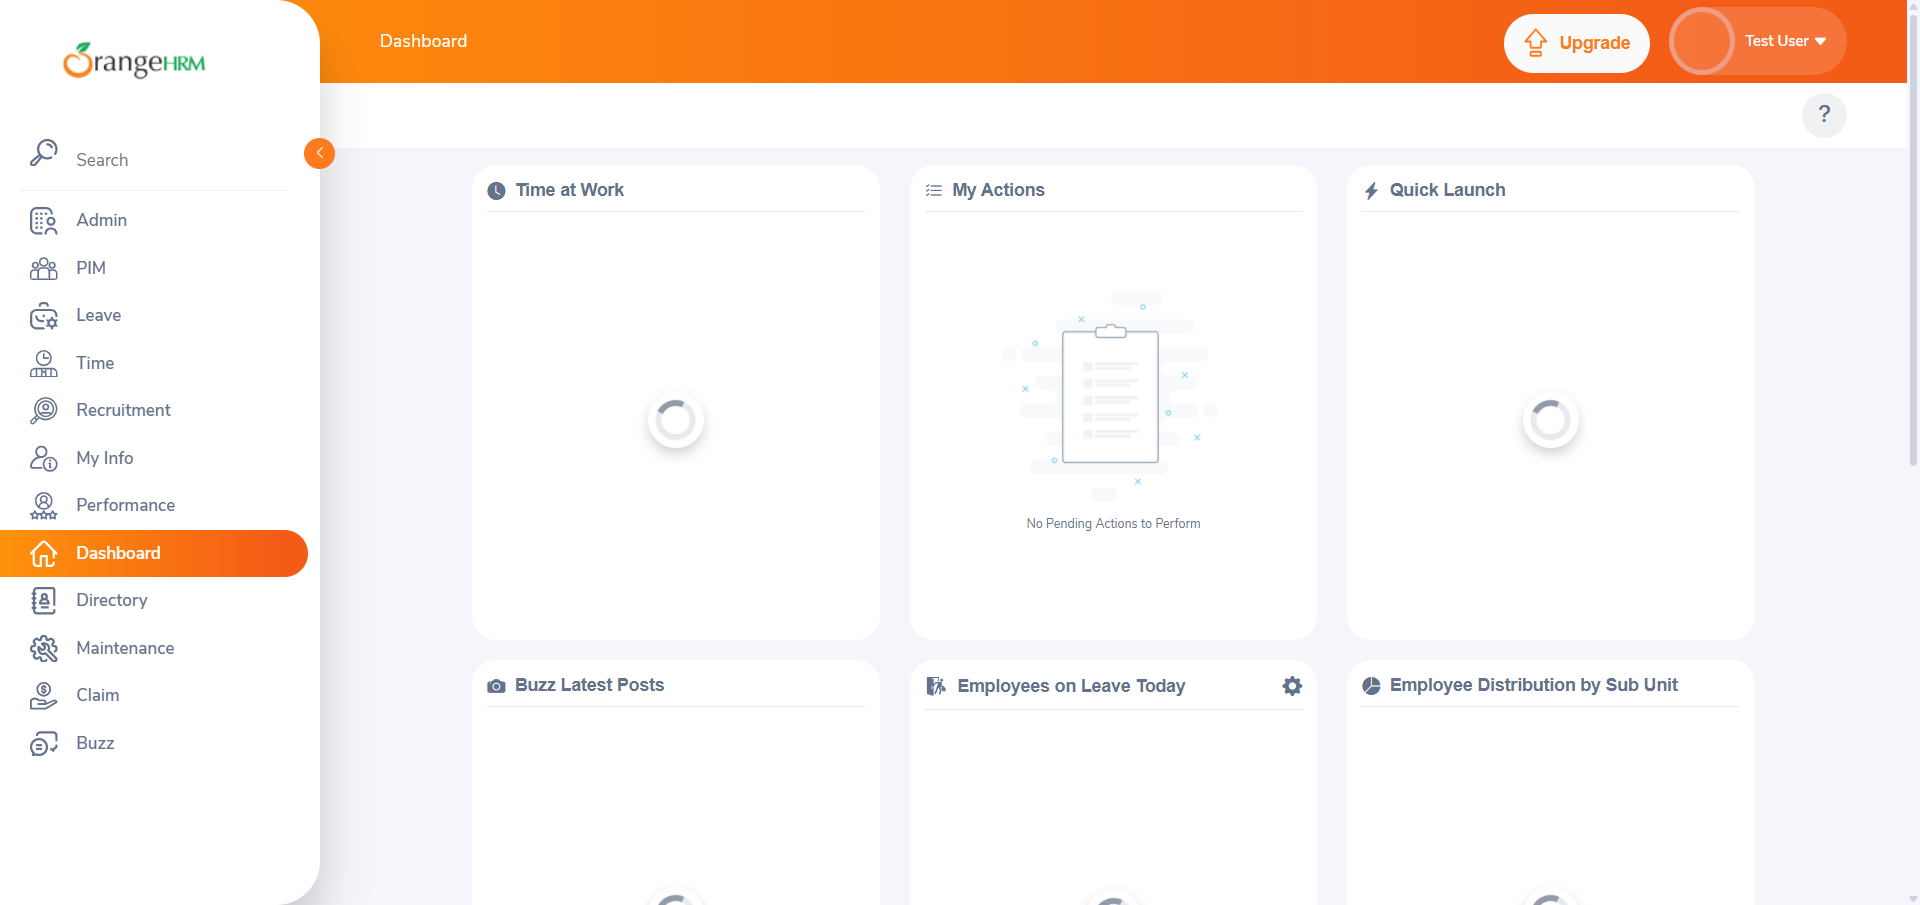 OrangeHRM
Search
Admin
PIM
Leave
Time
Recruitment
My Info
Performance
Dashboard
Directory
Maintenance
Claim
Buzz
Dashboard
Upgrade
Test User
?
Time at Work
My Actions
No Pending Actions to Perform
Quick Launch
Buzz Latest Posts
Employees on Leave Today
Employee Distribution by Sub Unit